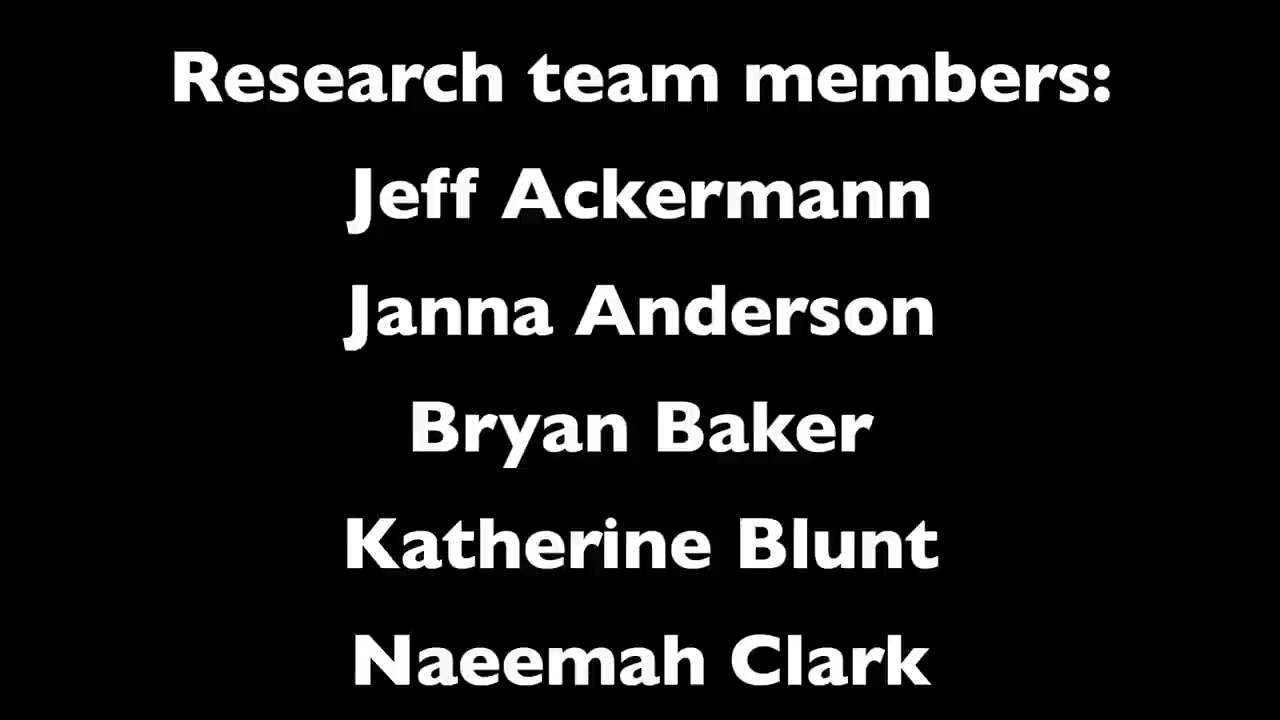 Research team members:
Jeff Ackermann
Janna Anderson
Bryan Baker
Katherine Blunt
Naeemah Clark